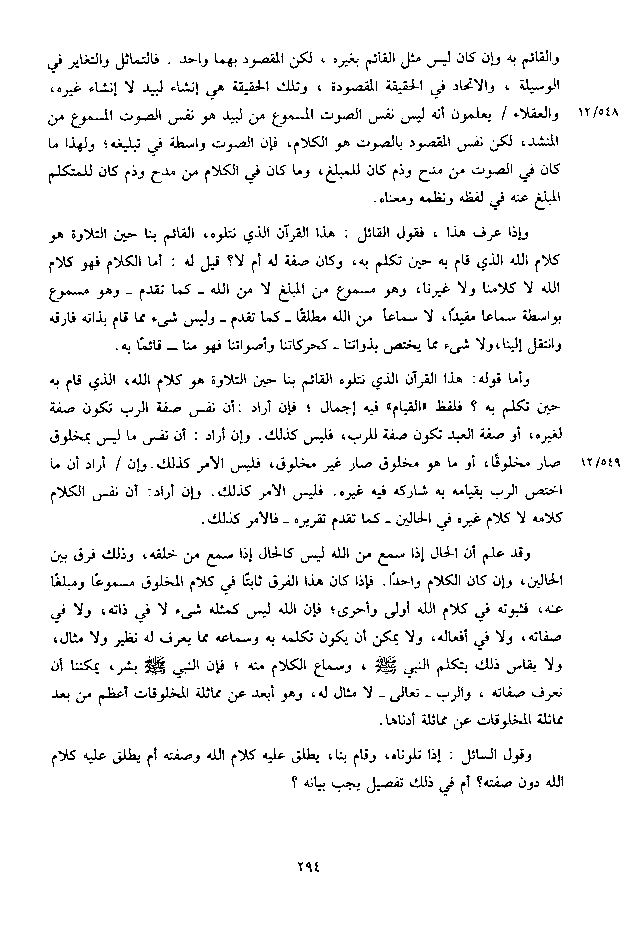 والقائم به وإن كان ليس مثل القائم بغيره ، لكن المقصود بهما واحد . فالتماثل والتغاير في
الوسيلة ، والاتحاد في الحقيقة المقصودة ، وتلك الحقيقة هي إنشاء لبيد لا إنشاء غيره،
١٢/٥٤٨ والعقلاء / يعلمون أنه ليس نفس الصوت المسموع من لبيد هو نفس الصوت المسموع من
المنشد، لكن نفس المقصود بالصوت هو الكلام، فإن الصوت واسطة في تبليغه؛ ولهذا ما
كان في الصوت من مدح وذم كان للمبلغ، وما كان في الكلام من مدح وذم كان للمتكلم
المبلغ عنه في لفظه ونظمه ومعناه.
وإذا عرف هذا ، فقول القائل : هذا القرآن الذي نتلوه، القائم بنا حين التلاوة هو
كلام الله الذي قام به حين تكلم به، وكان صفة له أم لا؟ قيل له : أما الكلام فهو كلام
الله لا كلامنا ولا غيرنا، وهو مسموع من المبلغ لا من الله ـ كما تقدم ـ وهو مسموع
بواسطة سماعا مقيدًا، لا سماعاً من الله مطلقًا ـ كما تقدم ـ وليس شىء مما قام بذاته فارقه
وانتقل إلينا،ولا شىء مما يختص بذواتنا ـ كحركاتنا وأصواتنا فهو منا ـ قائمًا به.
وأما قوله: هذا القرآن الذي نتلوه القائم بنا حين التلاوة هو كلام الله، الذي قام به
حين تكلم به ؟ فلفظ «القيام» فيه إجمال ؛ فإن أراد :أن نفس صفة الرب تكون صفة
لغيره، أو صفة العبد تكون صفة للرب، فليس كذلك. وإن أراد : أن نفس ما ليس بمخلوق
١٢/٥٤٩ صار مخلوقًا، أو ما هو مخلوق صار غير مخلوق، فليس الأمر كذلك.وإن / أراد أن ما
اختص الرب بقيامه به شاركه فيه غيره. فليس الأمر كذلك. وإن أراد: أن نفس الكلام
كلامه لا كلام غيره في الحالين ـ كما تقدم تقريره ـ فالأمر كذلك.
وقد علم أن الحال إذا سمع من الله ليس كالحال إذا سمع من خلقه، وذلك فرق بين
الحالين، وإن كان الكلام واحدًا. فإذا كان هذا الفرق ثابتًا في كلام المخلوق مسموعًا ومبلغًا
عنه، فثبوته في كلام الله أولى وأحرى؛ فإن الله ليس كمثله شىء لا في ذاته، ولا في
صفاته، ولا في أفعاله، ولا يمكن أن يكون تكلمه به وسماعه مما يعرف له نظير ولا مثال،
ولا يقاس ذلك بتكلم النبي ﷺ ، وسماع الكلام منه ؛ فإن النبي ﷺ بشر، يمكننا أن
نعرف صفاته ، والرب ـ تعالى ـ لا مثال له، وهو أبعد عن مماثلة المخلوقات أعظم من بعد
مماثلة المخلوقات عن مماثلة أدناها.
وقول السائل : إذا تلوناه، وقام بنا، يطلق عليه كلام الله وصفته أم يطلق عليه كلام
الله دون صفته؟ أم في ذلك تفصيل يجب بيانه ؟
٢٩٤